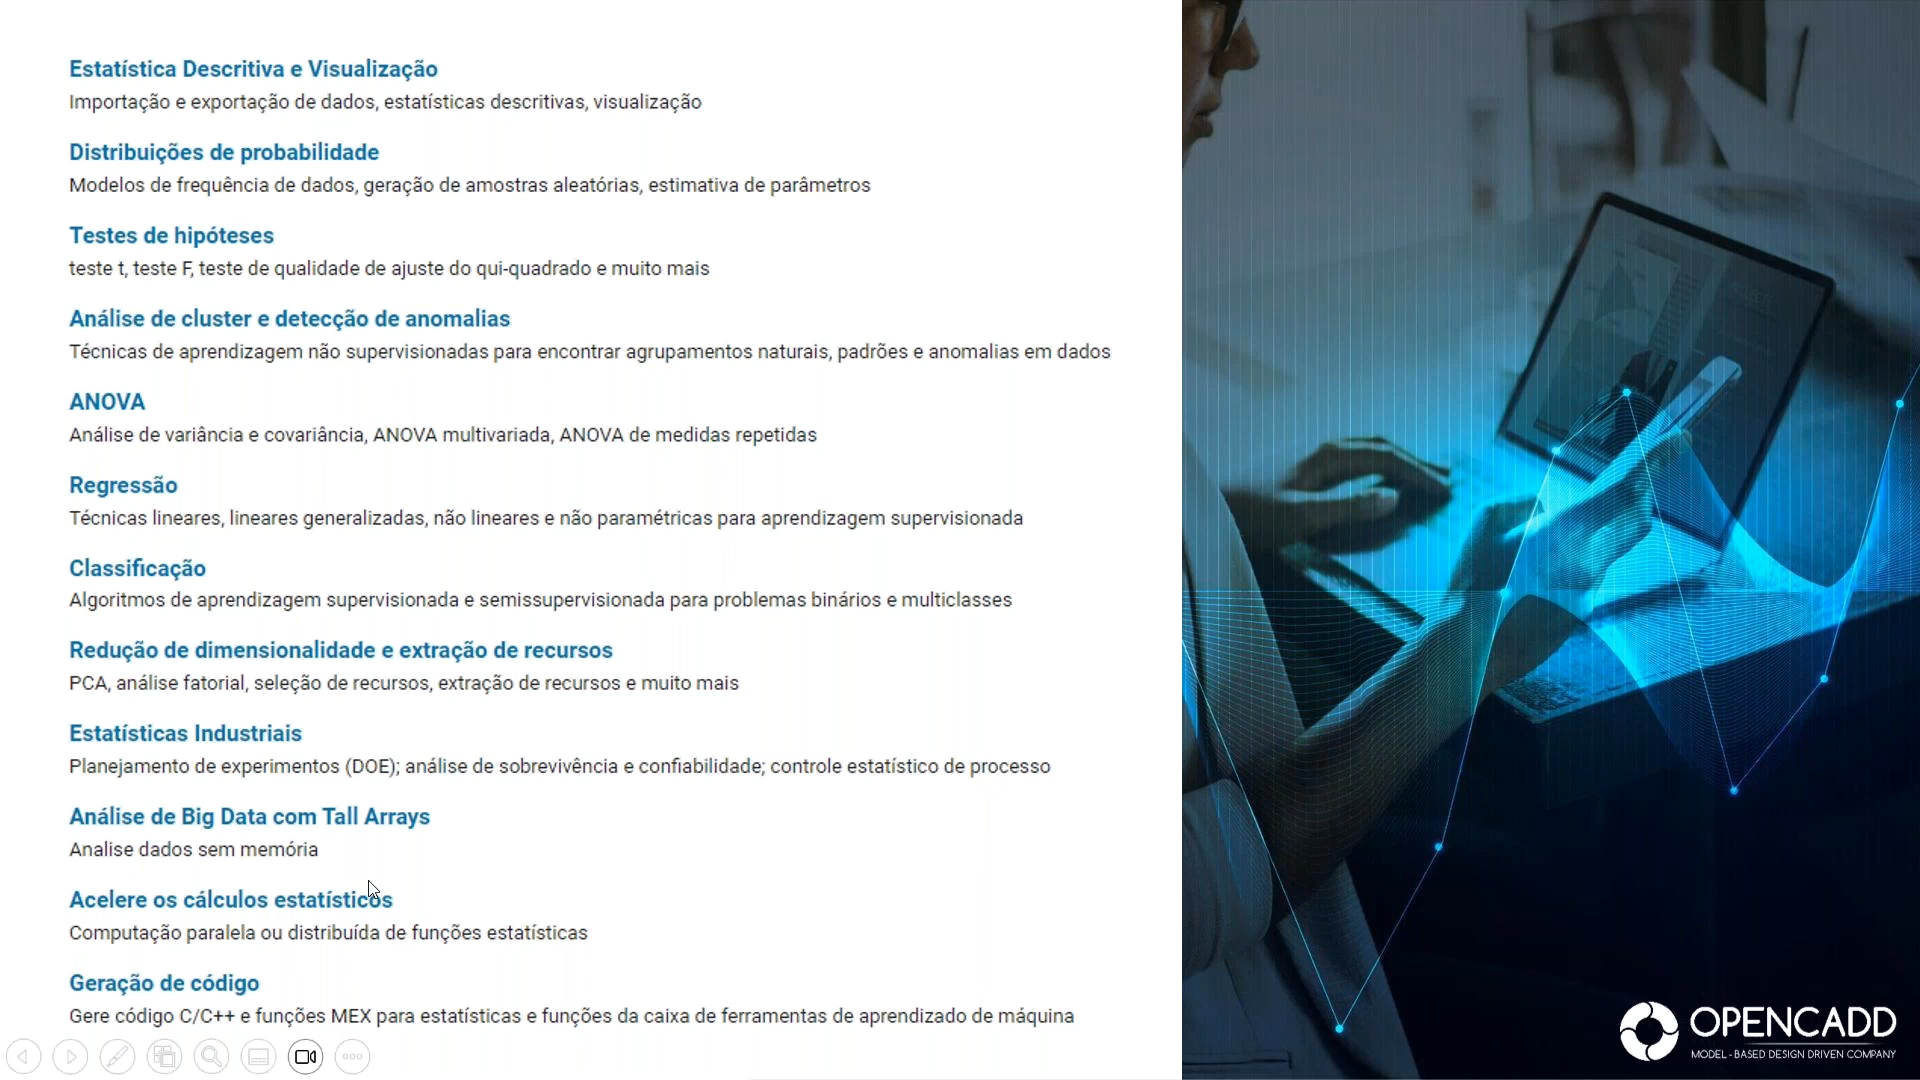 Estatística Descritiva e Visualização
Importação e exportação de dados, estatísticas descritivas, visualização
Distribuições de probabilidade
Modelos de frequência de dados, geração de amostras aleatórias, estimativa de parâmetros
Testes de hipóteses
teste t, teste F, teste de qualidade de ajuste do qui-quadrado e muito mais
Análise de cluster e detecção de anomalias
Técnicas de aprendizagem não supervisionadas para encontrar agrupamentos naturais, padrões e anomalias em dados
ANOVA
Análise de variância e covariância, ANOVA multivariada, ANOVA de medidas repetidas
Regressão
Técnicas lineares, lineares generalizadas, não lineares e não paramétricas para aprendizagem supervisionada
Classificação
Algoritmos de aprendizagem supervisionada e semissupervisionada para problemas binários e multiclasses
Redução de dimensionalidade e extração de recursos
PCA, análise fatorial, seleção de recursos, extração de recursos e muito mais
Estatísticas Industriais
Planejamento de experimentos (DOE); análise de sobrevivência e confiabilidade; controle estatístico de processo
Análise de Big Data com Tall Arrays
Analise dados sem memória
Acelere os cálculos estatísticos
Computação paralela ou distribuída de funções estatísticas
Geração de código
Gere código C/C++ e funções MEX para estatísticas e funções da caixa de ferramentas de aprendizado de máquina
OPENCADD
MODEL-BASED DESIGN DRIVEN COMPANY